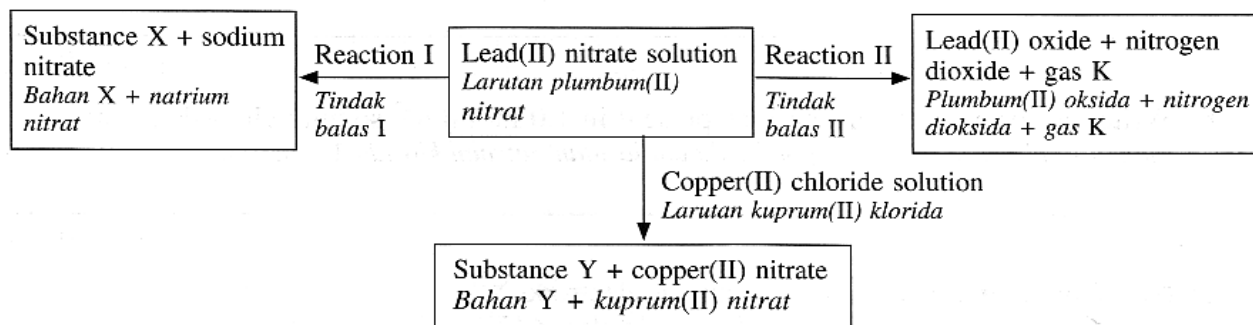 Substance X + sodium
nitrate
Bahan X + natrium
nitrat
Reaction I
Tindak
balas I
Lead(II) nitrate solution
Larutan plumbum(II)
nitrat
Reaction II
Tindak
balas II
Lead(II) oxide + nitrogen
dioxide + gas K
Plumbum(II) oksida + nitrogen
dioksida + gas K
Copper(II) chloride solution
Larutan kuprum(II) klorida
Substance Y + copper(II) nitrate
Bahan Y + kuprum(II) nitrat